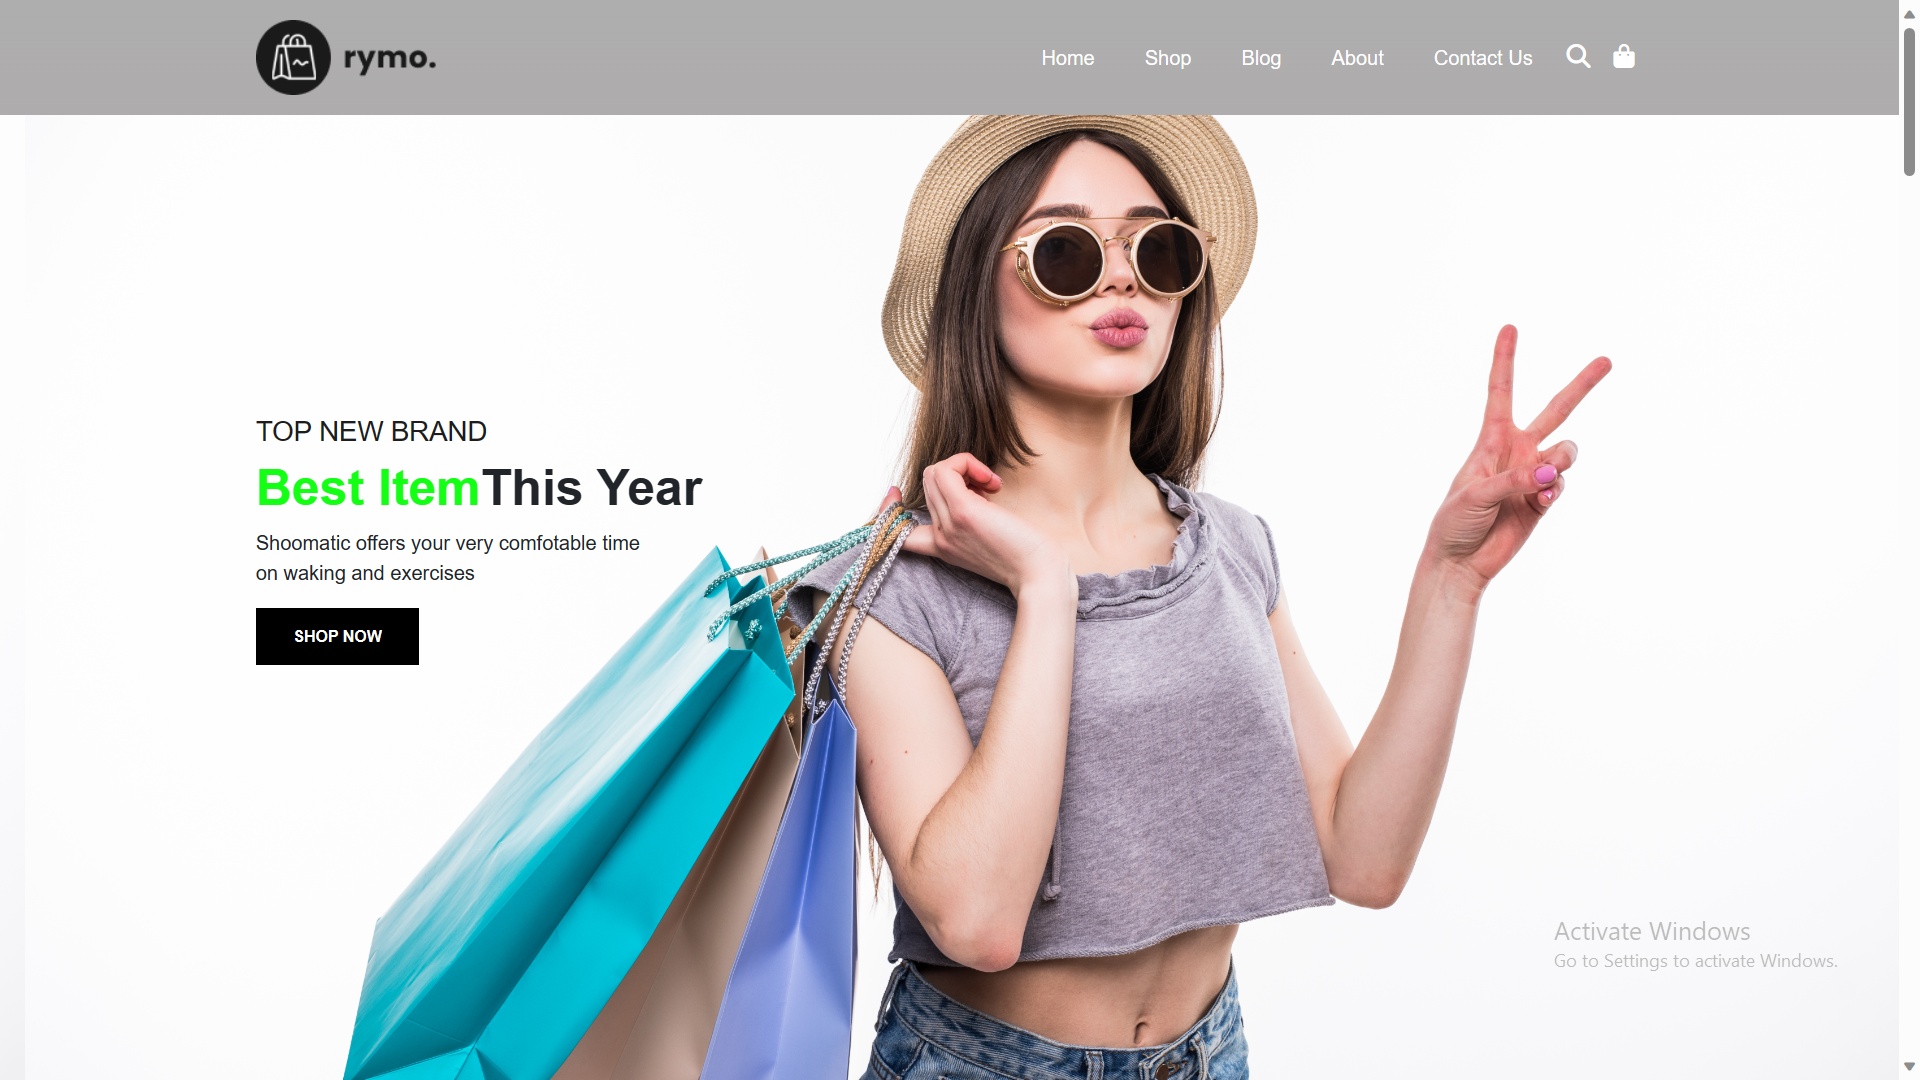 rymo.
Home Shop Blog About Contact Us
TOP NEW BRAND
Best ItemThis Year
Shoomatic offers your very comfotable time
on waking and exercises
SHOP NOW
Activate Windows
Go to Settings to activate Windows.